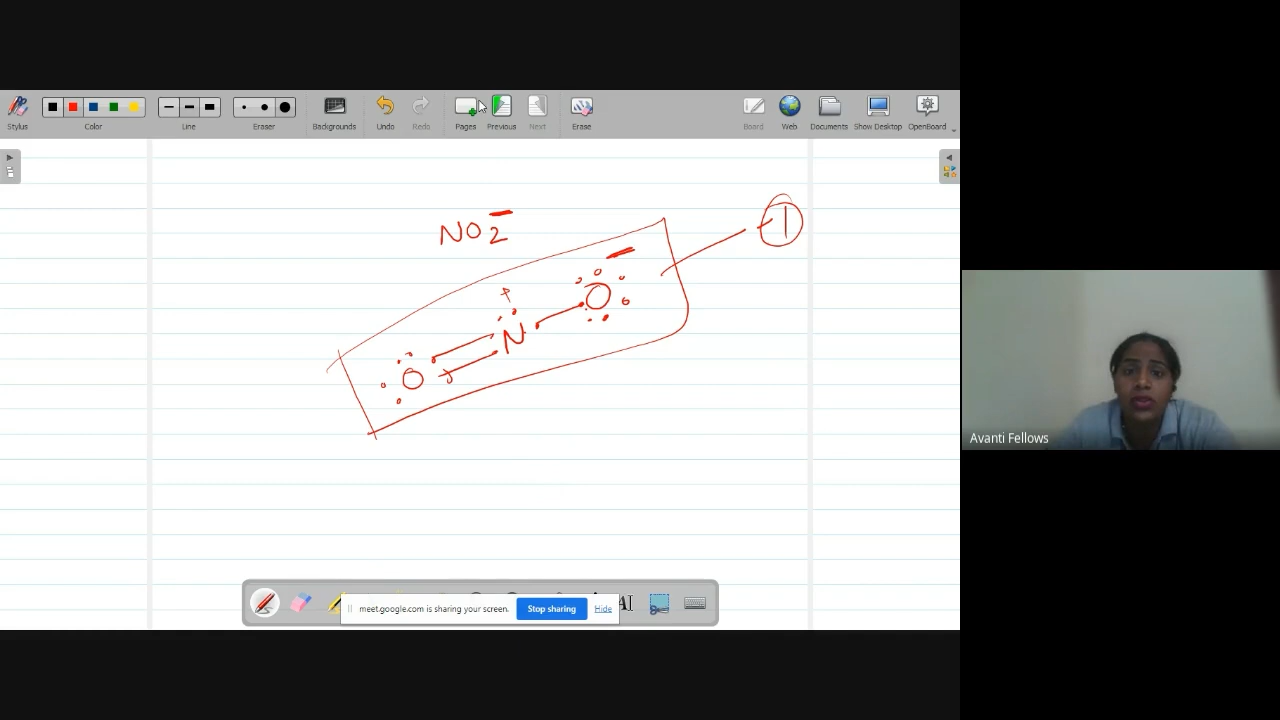 Stylus Color Line Eraser Backgrounds Undo Redo Pages Previous Next Erase Board Web Documents Show Desktop OpenBoard
NO2−
-1
+
−
O N O
Avanti Fellows
meet.google.com is sharing your screen. Stop sharing Hide AI